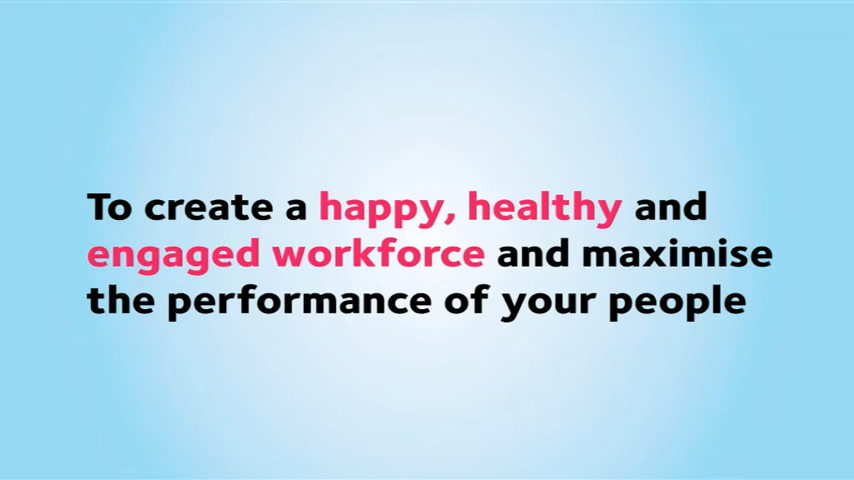 To create a happy, healthy and
engaged workforce and maximise
the performance of your people